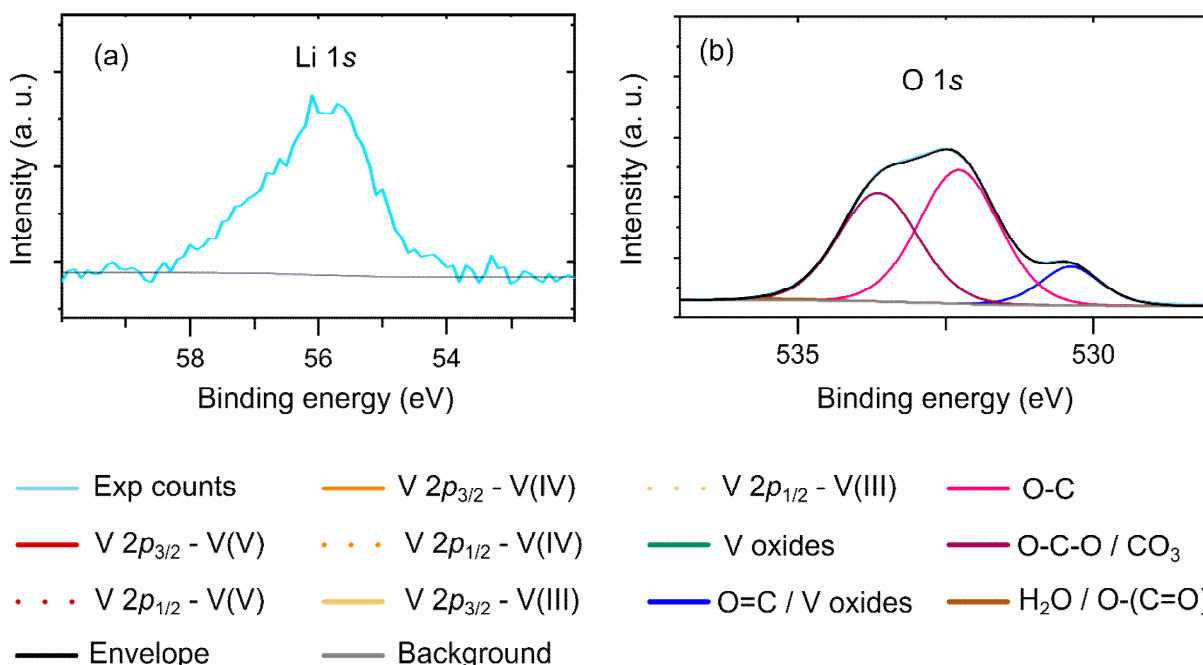 (a)
Li 1s
Intensity (a. u.)
58 56 54
Binding energy (eV)
(b)
O 1s
Intensity (a. u.)
535 530
Binding energy (eV)
Exp counts
V 2p3/2 - V(IV)
V 2p1/2 - V(III)
O-C
V 2p3/2 - V(V)
V 2p1/2 - V(IV)
V oxides
O-C-O / CO3
V 2p1/2 - V(V)
V 2p3/2 - V(III)
O=C / V oxides
H2O / O-(C=O)
Envelope
Background